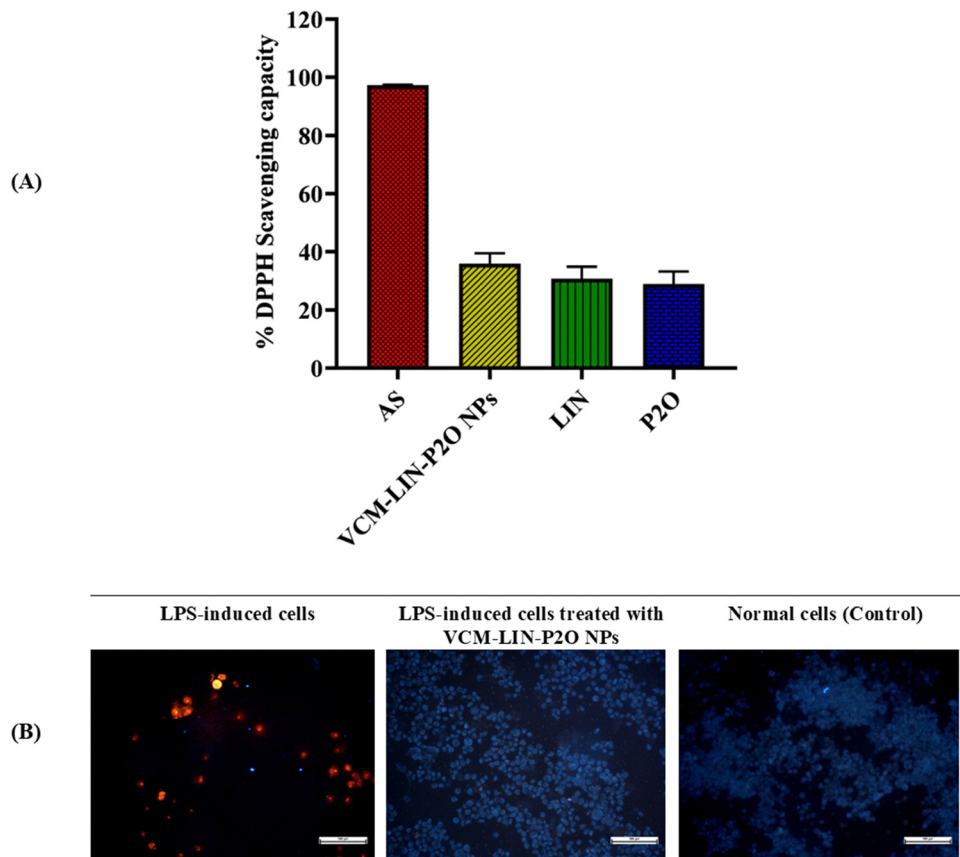 (A)
% DPPH Scavenging capacity
120
100
80
60
40
20
0
AS
VCM-LIN-P2O NPs
LIN
P2O
(B)
LPS-induced cells
LPS-induced cells treated with
VCM-LIN-P2O NPs
Normal cells (Control)